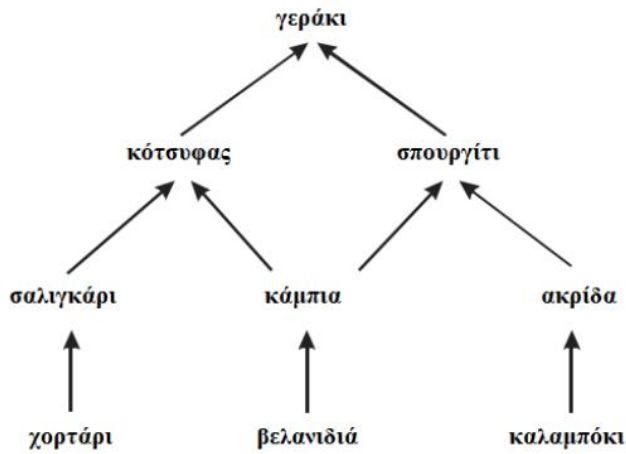 γεράκι
κότσυφας σπουργίτι
σαλιγκάρι κάμπια ακρίδα
χορτάρι βελανιδιά καλαμπόκι